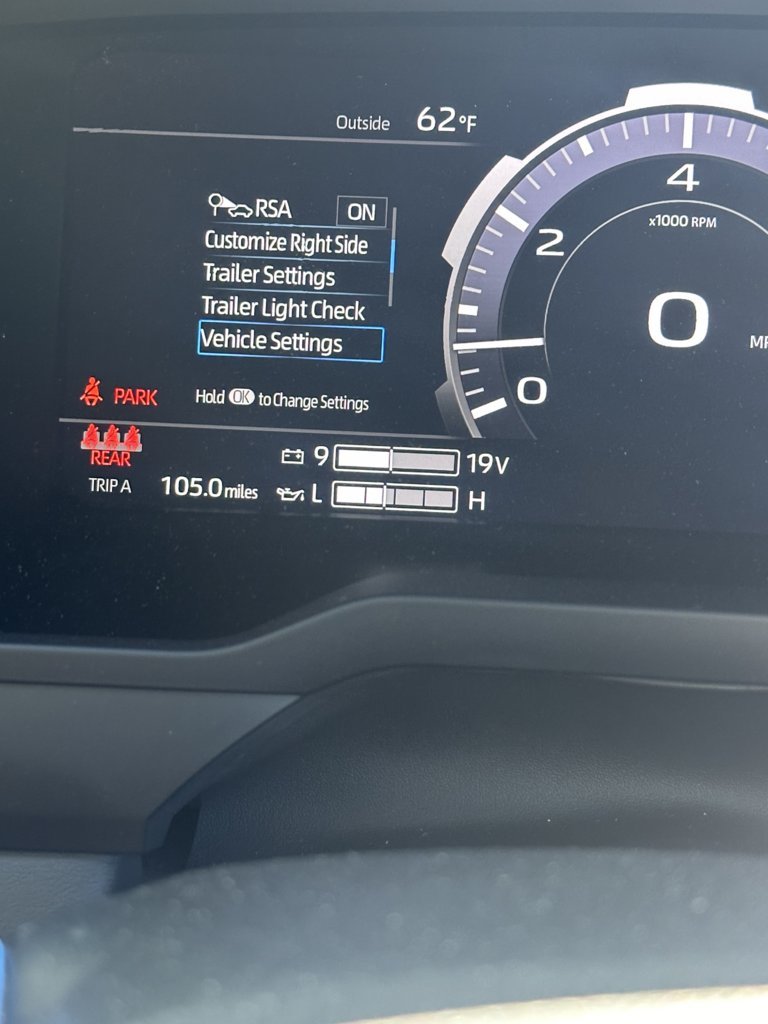 Outside 62°F
RSA ON
Customize Right Side
Trailer Settings
Trailer Light Check
Vehicle Settings
Hold OK to Change Settings
PARK
REAR
TRIP A 105.0 miles
9 19V
L H
4
x1000 RPM
2
0
0